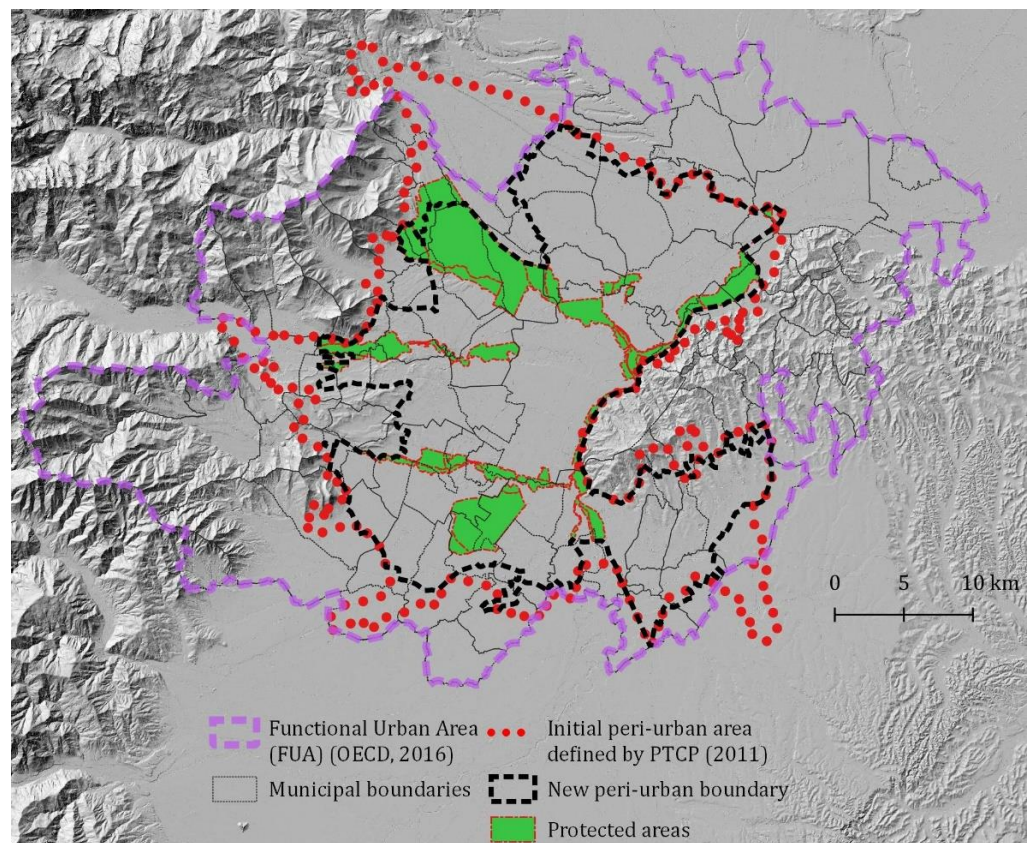 0 5 10 km
Functional Urban Area
(FUA) (OECD, 2016)
Initial peri-urban area
defined by PTCP (2011)
Municipal boundaries
New peri-urban boundary
Protected areas